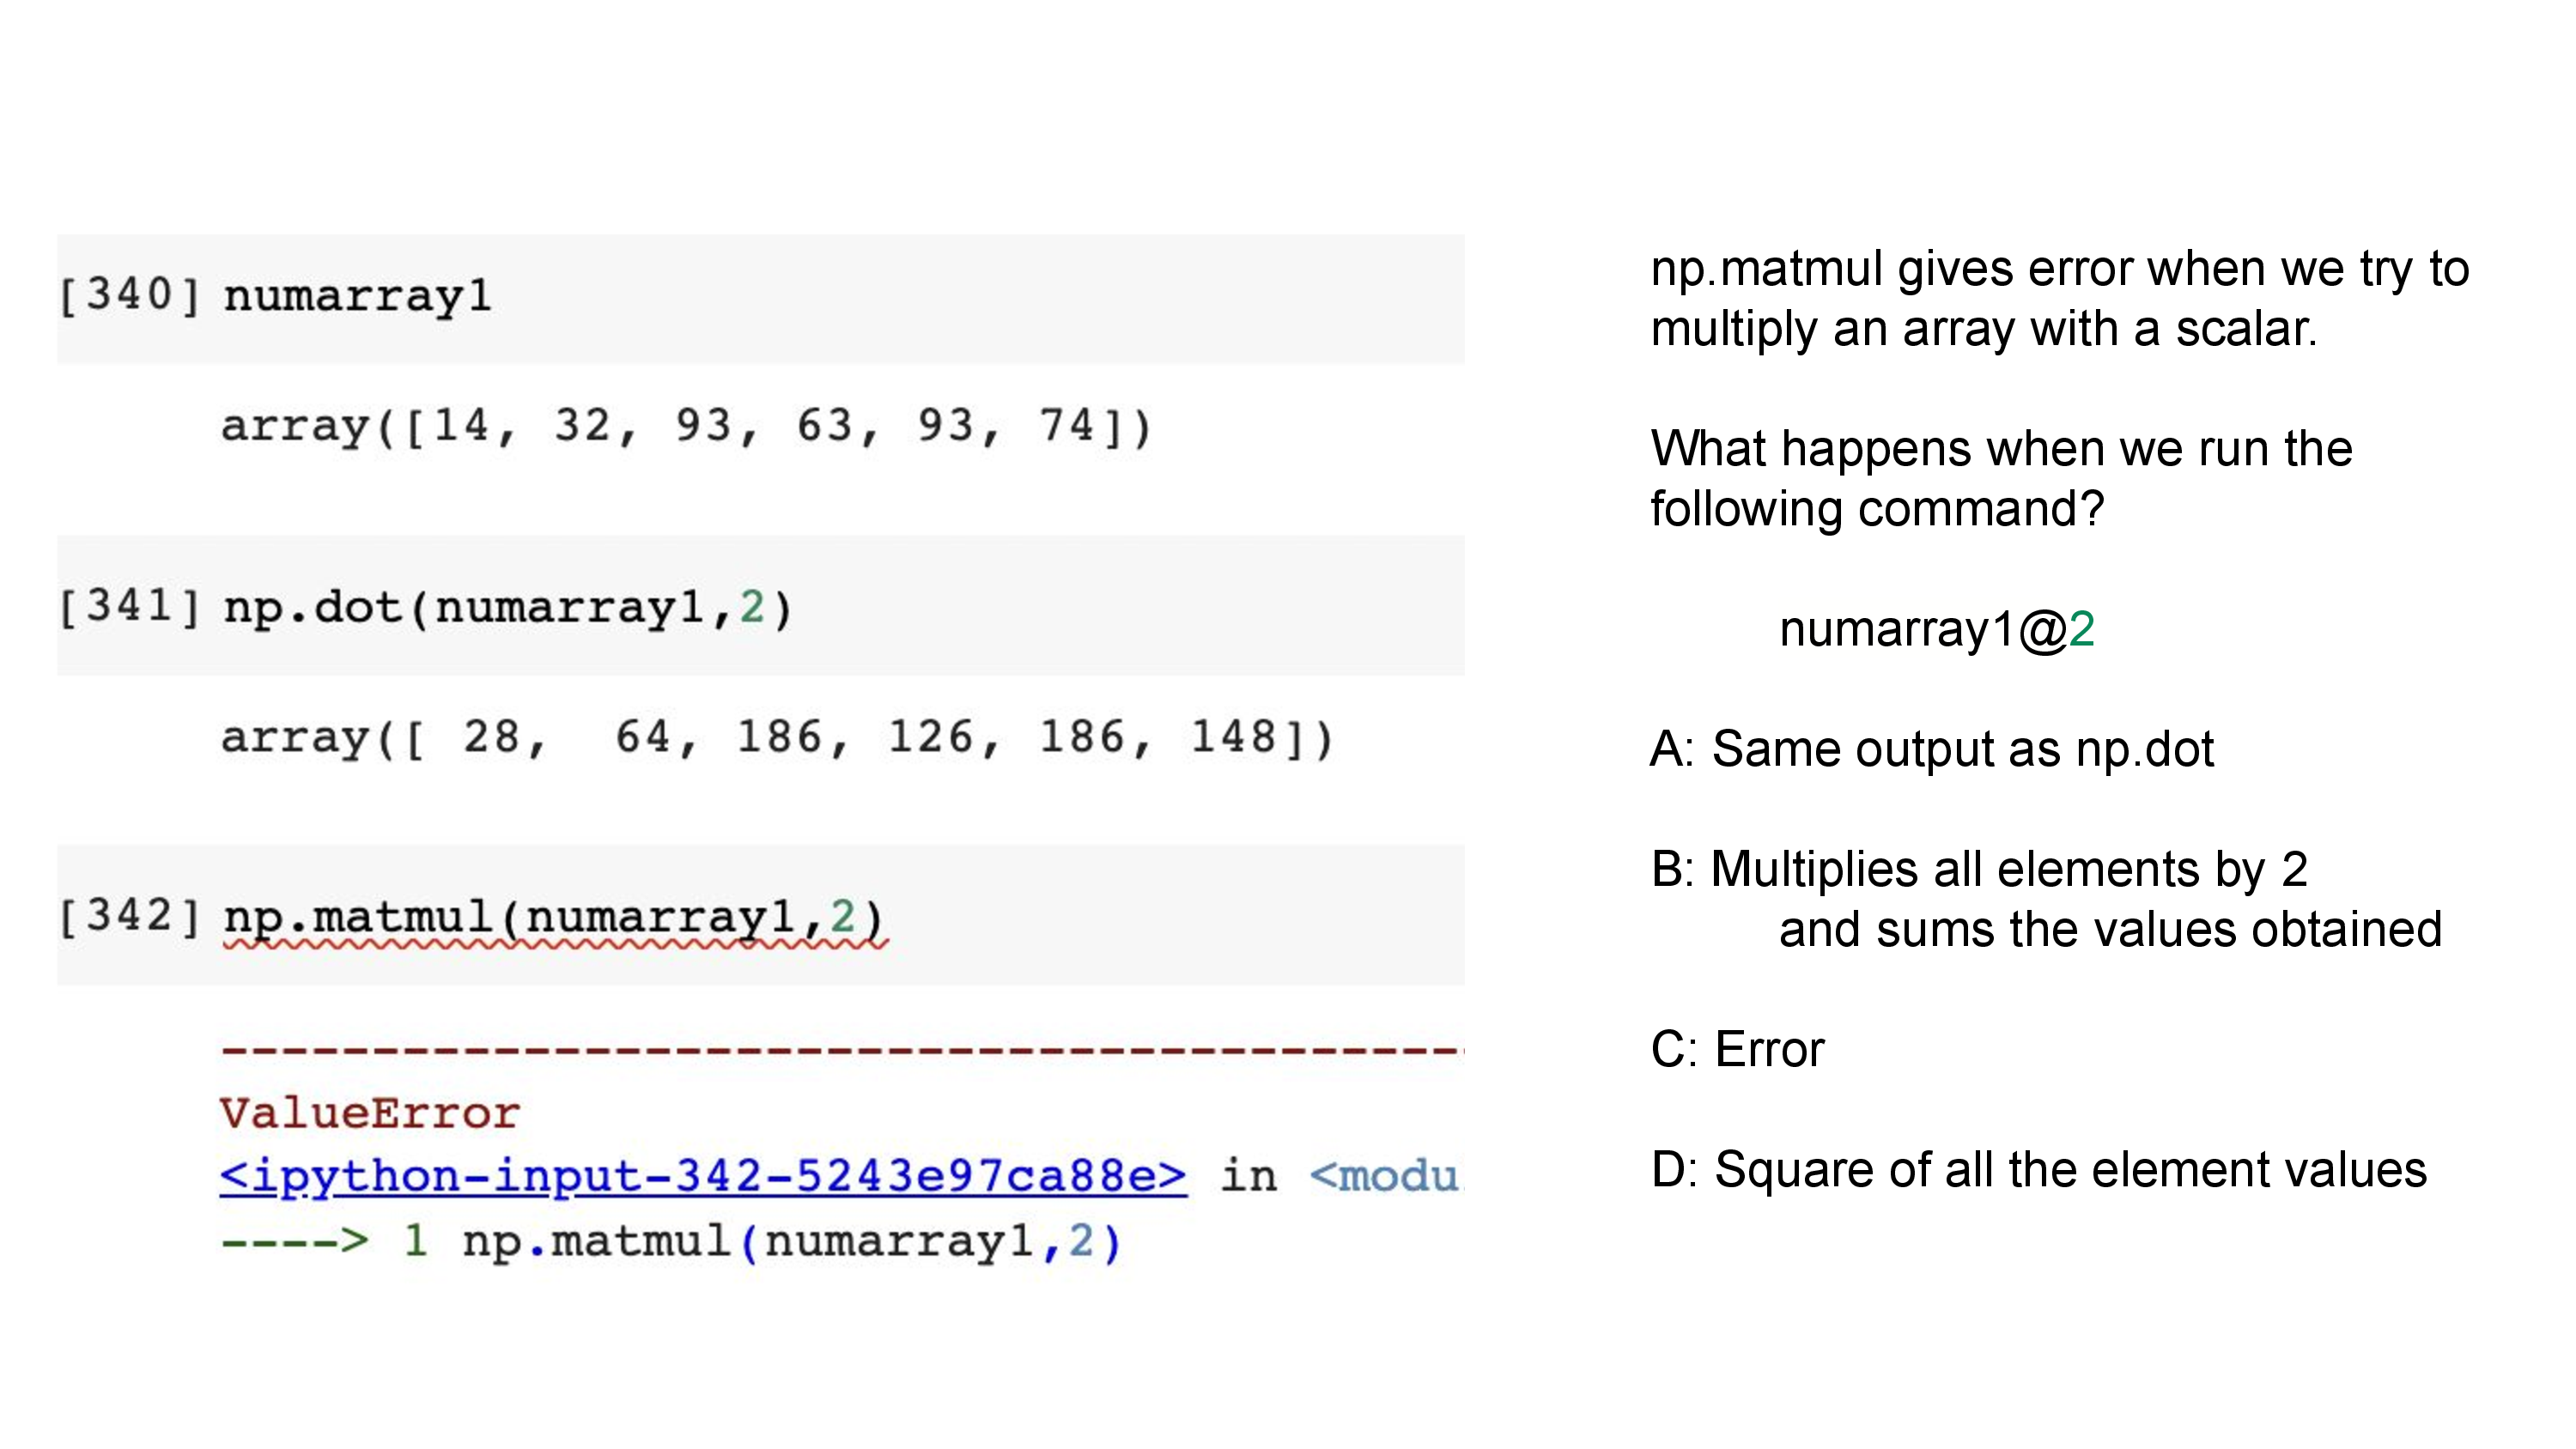 [340] numarray1
array([14, 32, 93, 63, 93, 74])
[341] np.dot(numarray1,2)
array([ 28,  64, 186, 126, 186, 148])
[342] np.matmul(numarray1,2)
---------------------------------------
ValueError
<ipython-input-342-5243e97ca88e> in <modu
----> 1 np.matmul(numarray1,2)
np.matmul gives error when we try to
multiply an array with a scalar.
What happens when we run the
following command?
numarray1@2
A: Same output as np.dot
B: Multiplies all elements by 2
and sums the values obtained
C: Error
D: Square of all the element values